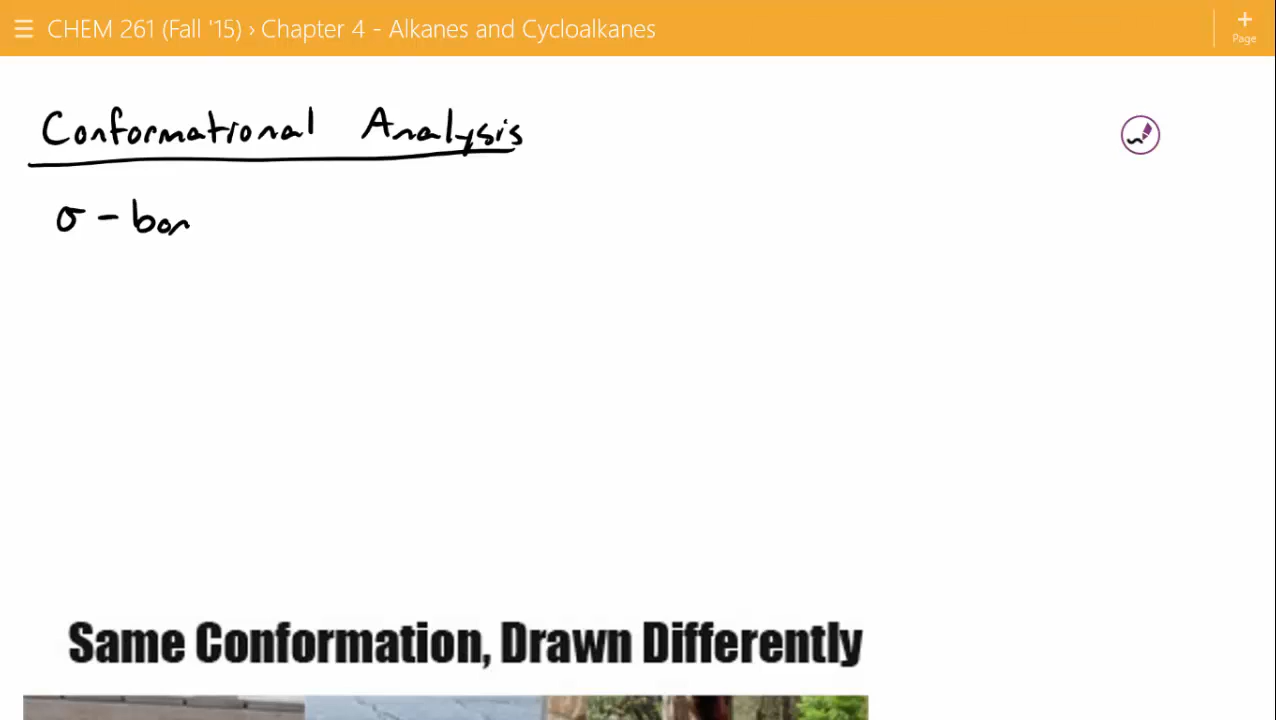 CHEM 261 (Fall '15) › Chapter 4 - Alkanes and Cycloalkanes
Page
Conformational Analysis
σ - bon
Same Conformation, Drawn Differently